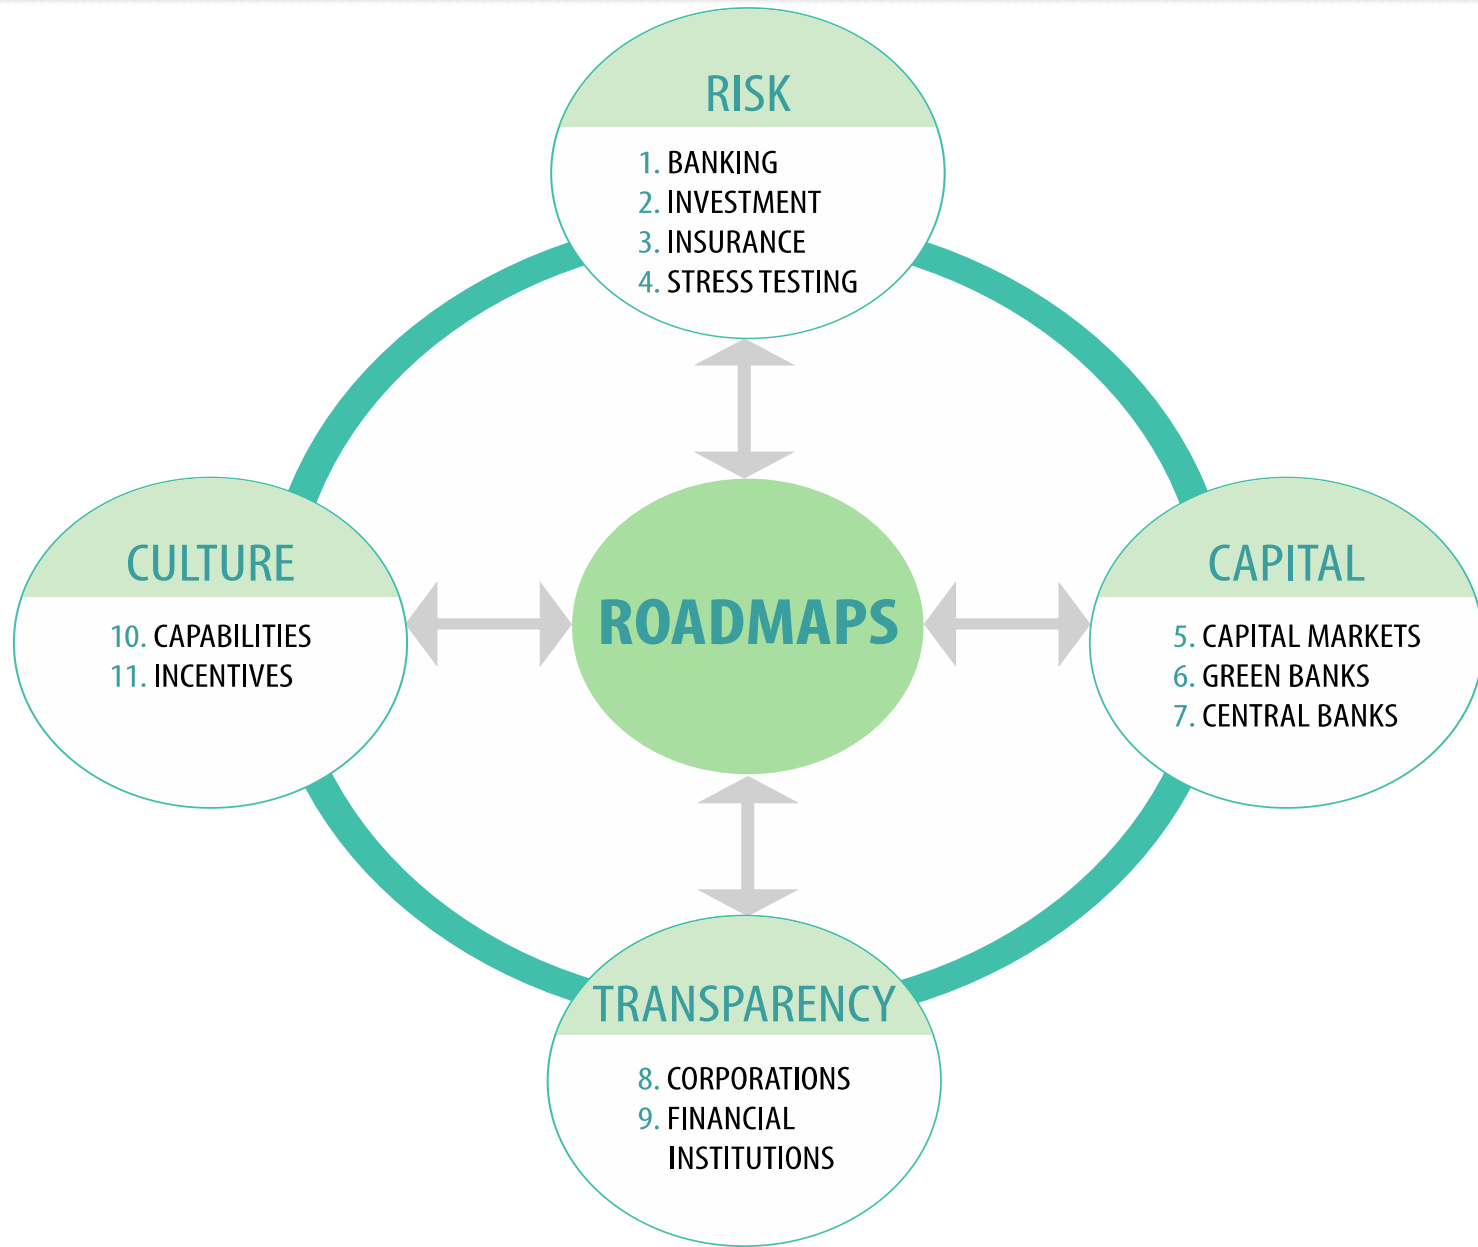 RISK
1. BANKING
2. INVESTMENT
3. INSURANCE
4. STRESS TESTING
CULTURE
10. CAPABILITIES
11. INCENTIVES
ROADMAPS
CAPITAL
5. CAPITAL MARKETS
6. GREEN BANKS
7. CENTRAL BANKS
TRANSPARENCY
8. CORPORATIONS
9. FINANCIAL
INSTITUTIONS